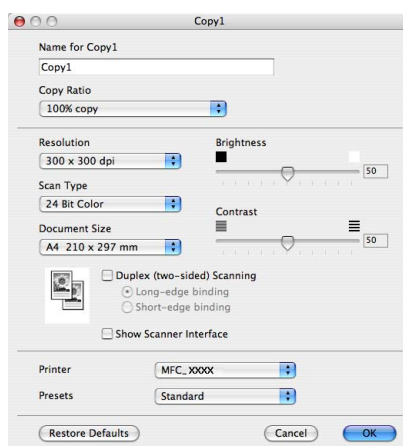 Copy1
Name for Copy1
Copy1
Copy Ratio
100% copy
Resolution
300 x 300 dpi
Scan Type
24 Bit Color
Document Size
A4 210 x 297 mm
Brightness
50
Contrast
50
Duplex (two-sided) Scanning
Long-edge binding
Short-edge binding
Show Scanner Interface
Printer
MFC_XXXX
Presets
Standard
Restore Defaults
Cancel
OK